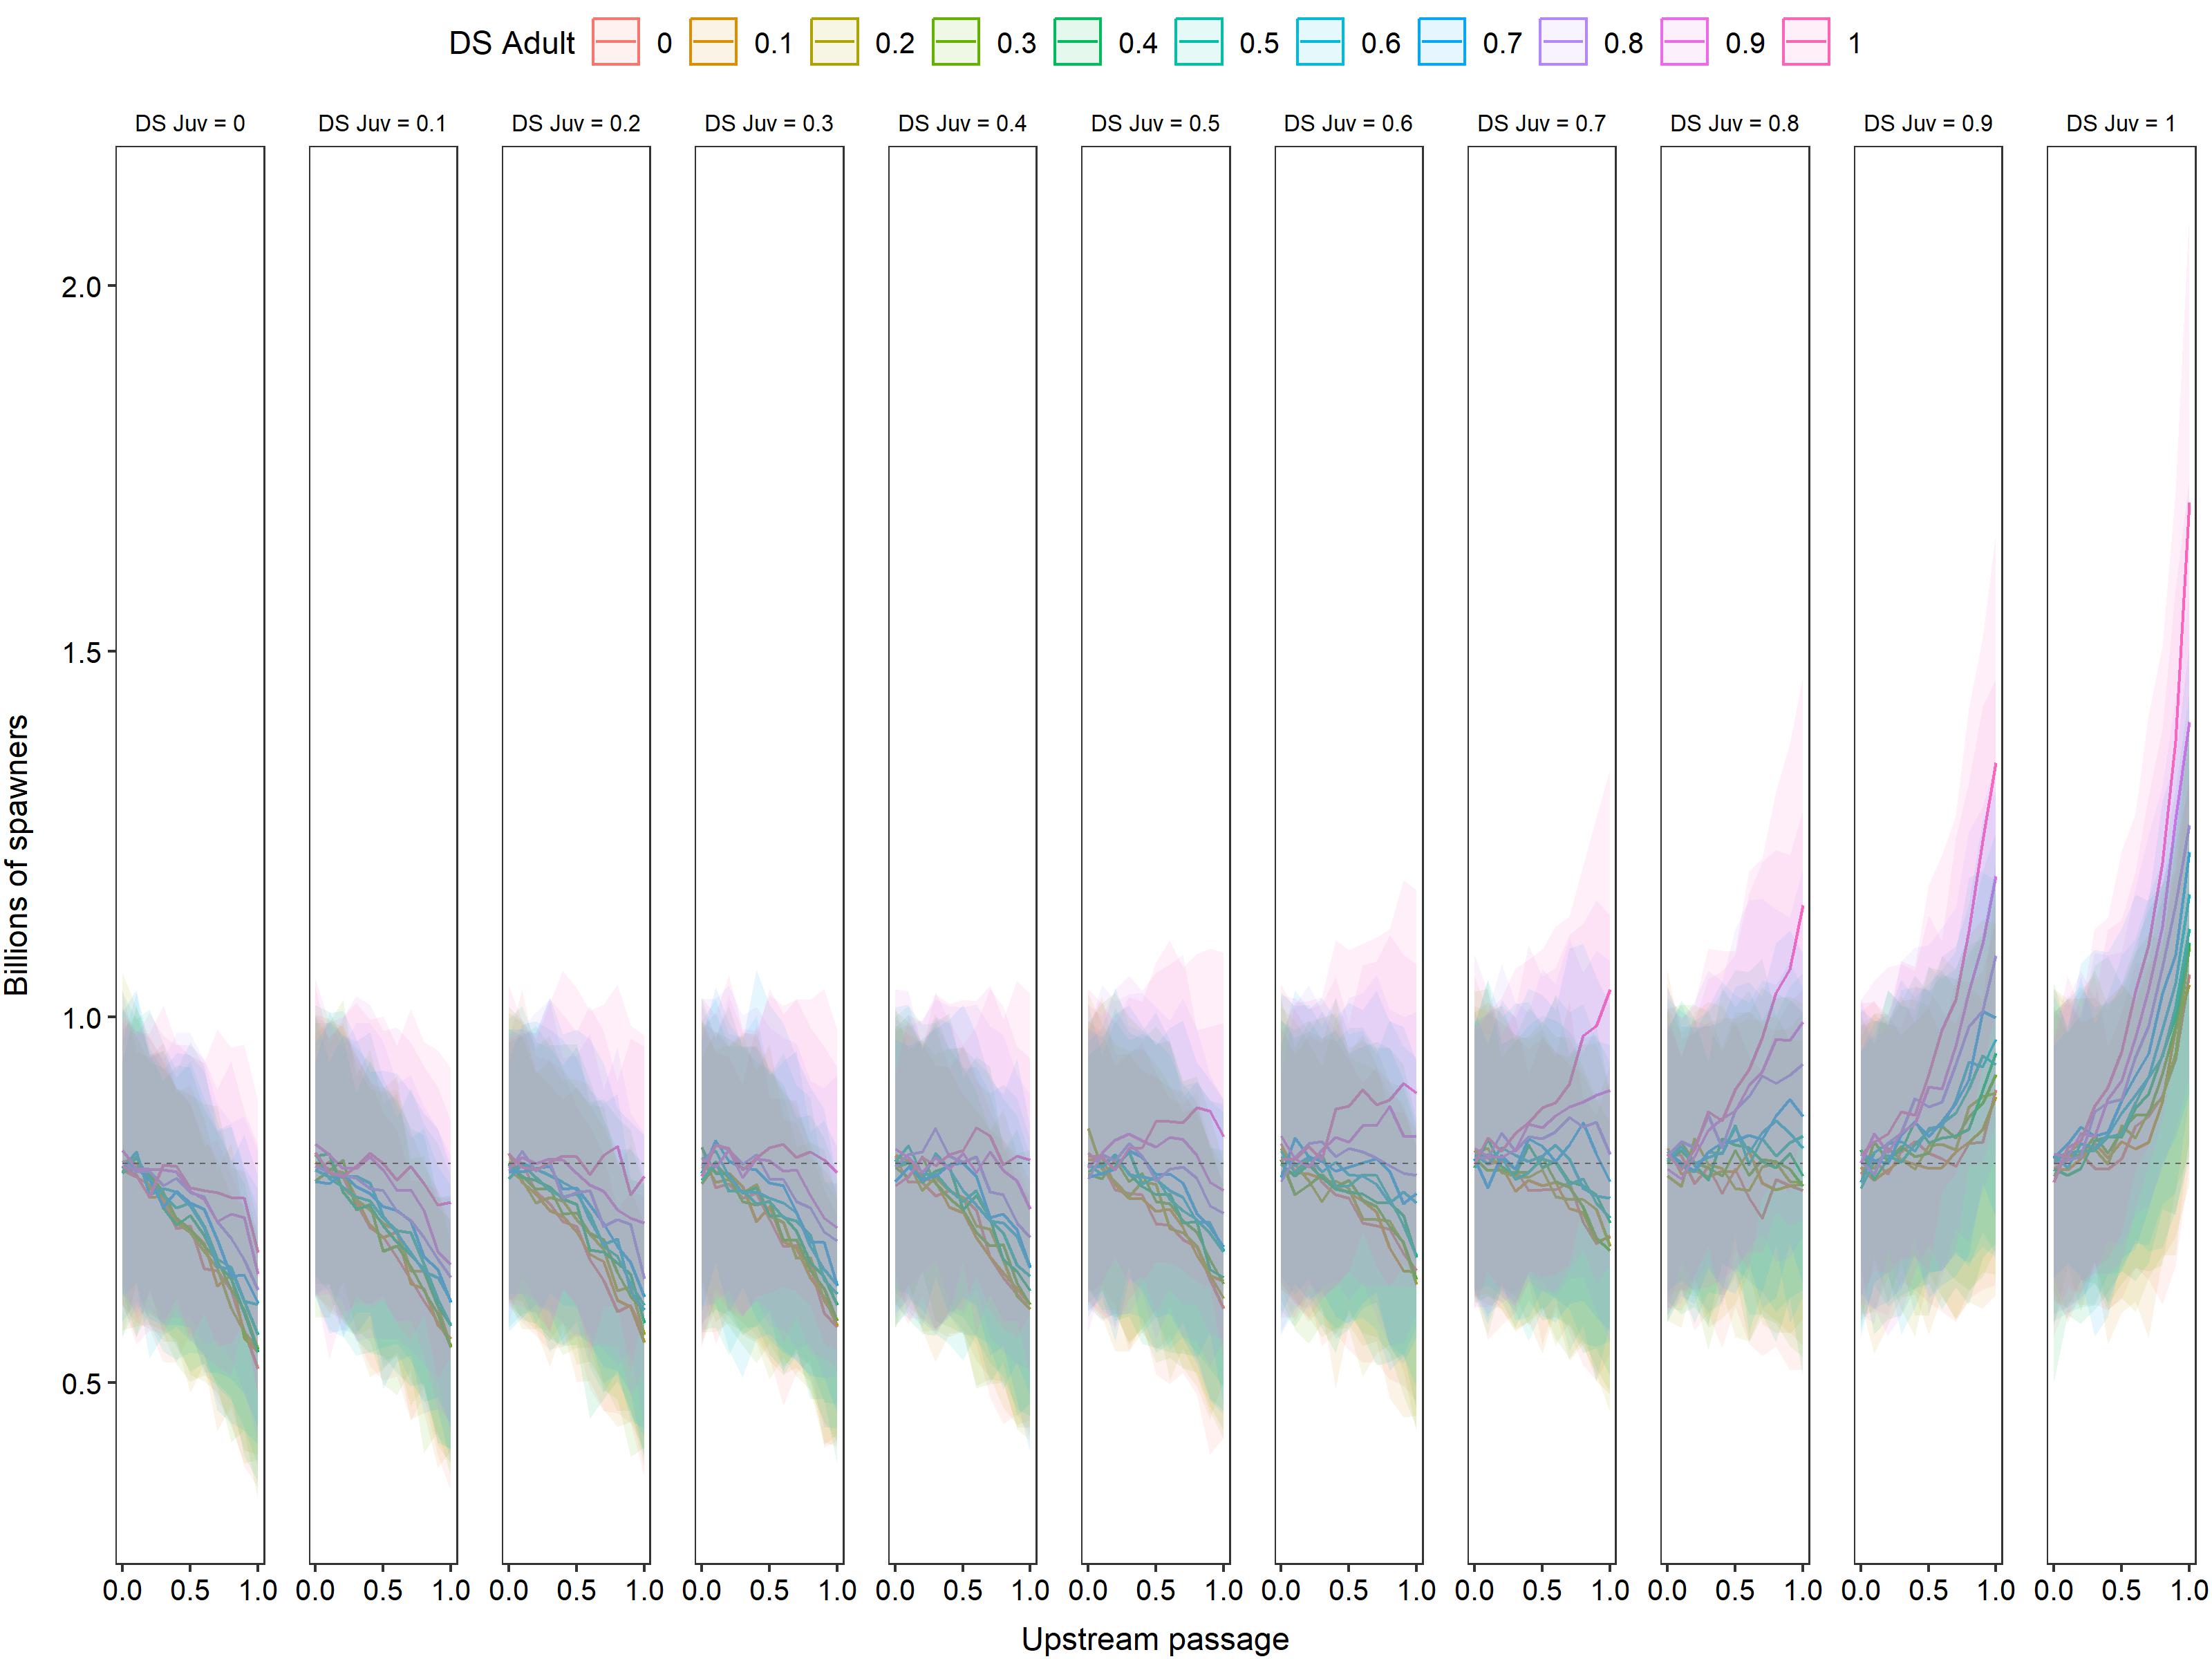 DS Adult 0 0.1 0.2 0.3 0.4 0.5 0.6 0.7 0.8 0.9 1
DS Juv = 0 DS Juv = 0.1 DS Juv = 0.2 DS Juv = 0.3 DS Juv = 0.4 DS Juv = 0.5 DS Juv = 0.6 DS Juv = 0.7 DS Juv = 0.8 DS Juv = 0.9 DS Juv = 1
2.0
1.5
1.0
0.5
Billions of spawners
0.0 0.5 1.0 0.0 0.5 1.0 0.0 0.5 1.0 0.0 0.5 1.0 0.0 0.5 1.0 0.0 0.5 1.0 0.0 0.5 1.0 0.0 0.5 1.0 0.0 0.5 1.0 0.0 0.5 1.0 0.0 0.5 1.0
Upstream passage